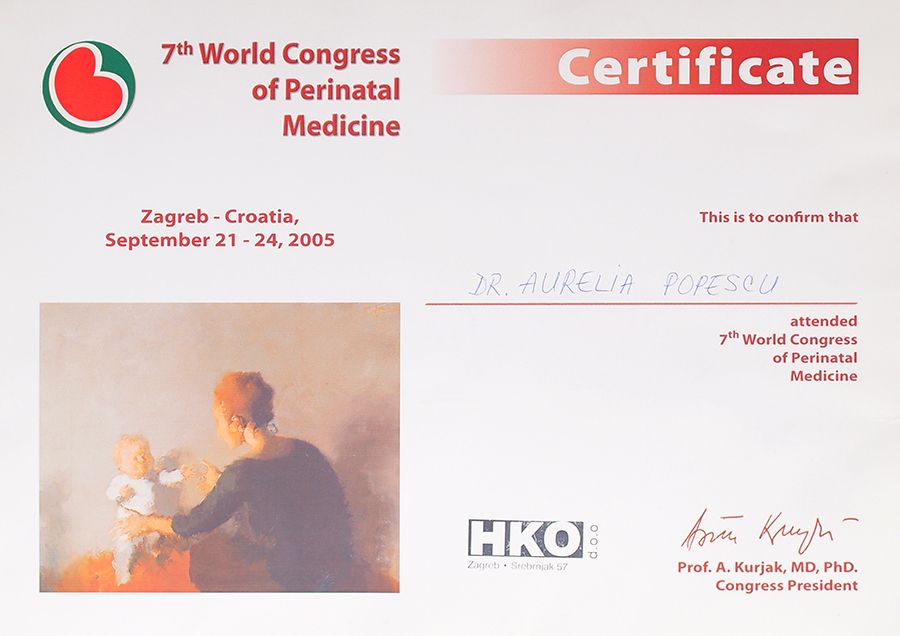 7th World Congress
of Perinatal
Medicine
Certificate
Zagreb - Croatia,
September 21 - 24, 2005
This is to confirm that
DR. AURELIA POPESCU
attended
7th World Congress
of Perinatal
Medicine
HKO d.o.o
Zagreb • Srebrnjak 57
Prof. A. Kurjak, MD, PhD.
Congress President